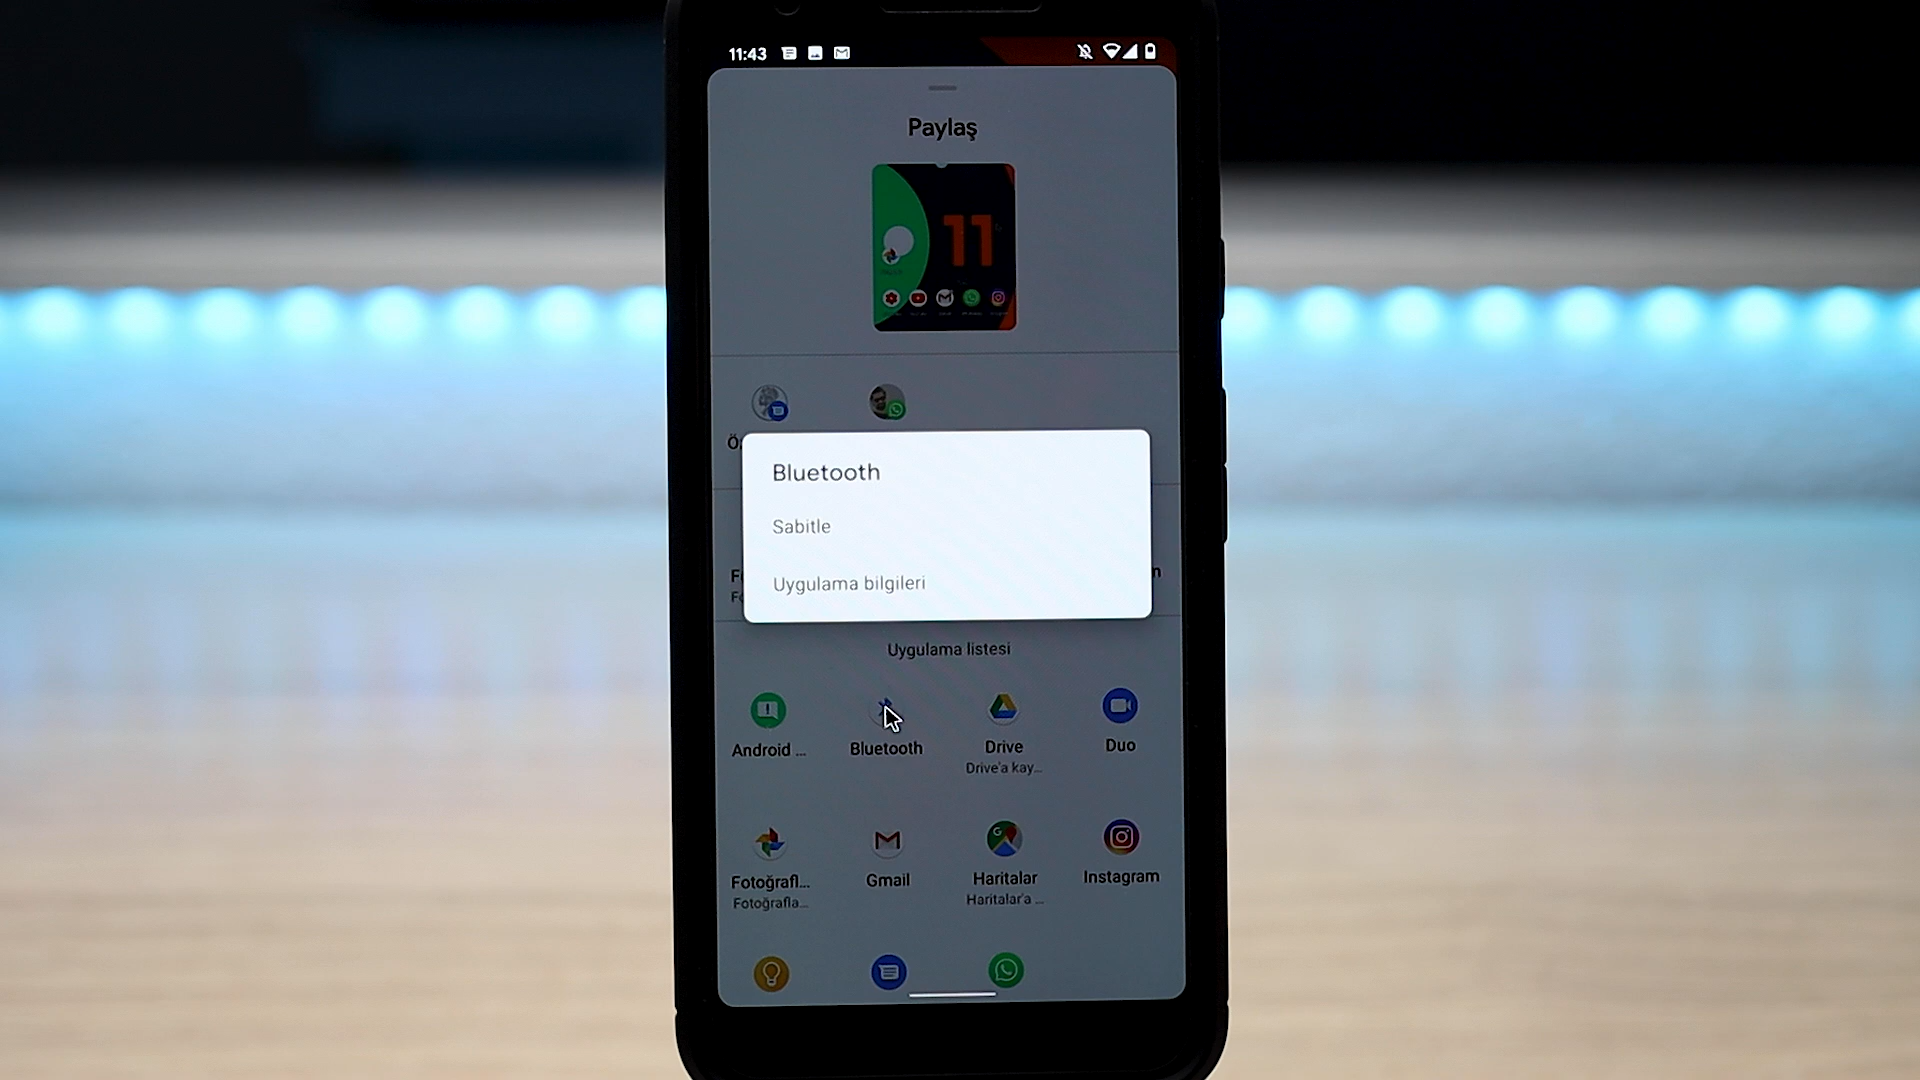 11:43
Paylaş
11
Bluetooth
Sabitle
Uygulama bilgileri
Uygulama listesi
Android ...
Bluetooth
Drive
Duo
Drive'a kay...
Fotoğrafl...
Gmail
Haritalar
Instagram
Fotoğrafla...
Haritalar'a ...